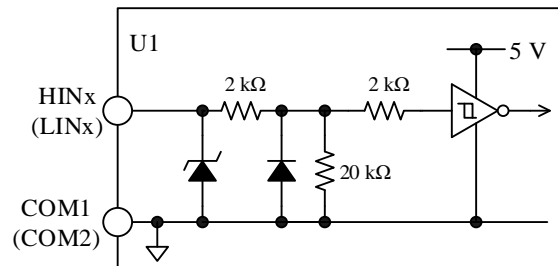 U1
5 V
2 kΩ
2 kΩ
HINx
(LINx)
20 kΩ
COM1
(COM2)